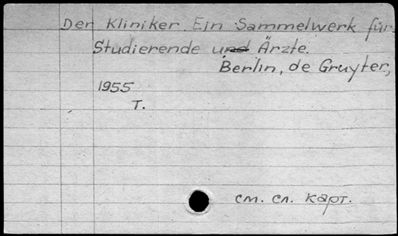 Der Kliniker. Ein Sammelwerk für
Studierende und Ärzte.
Berlin, de Gruyter,
1955
T.
см. сл. карт.